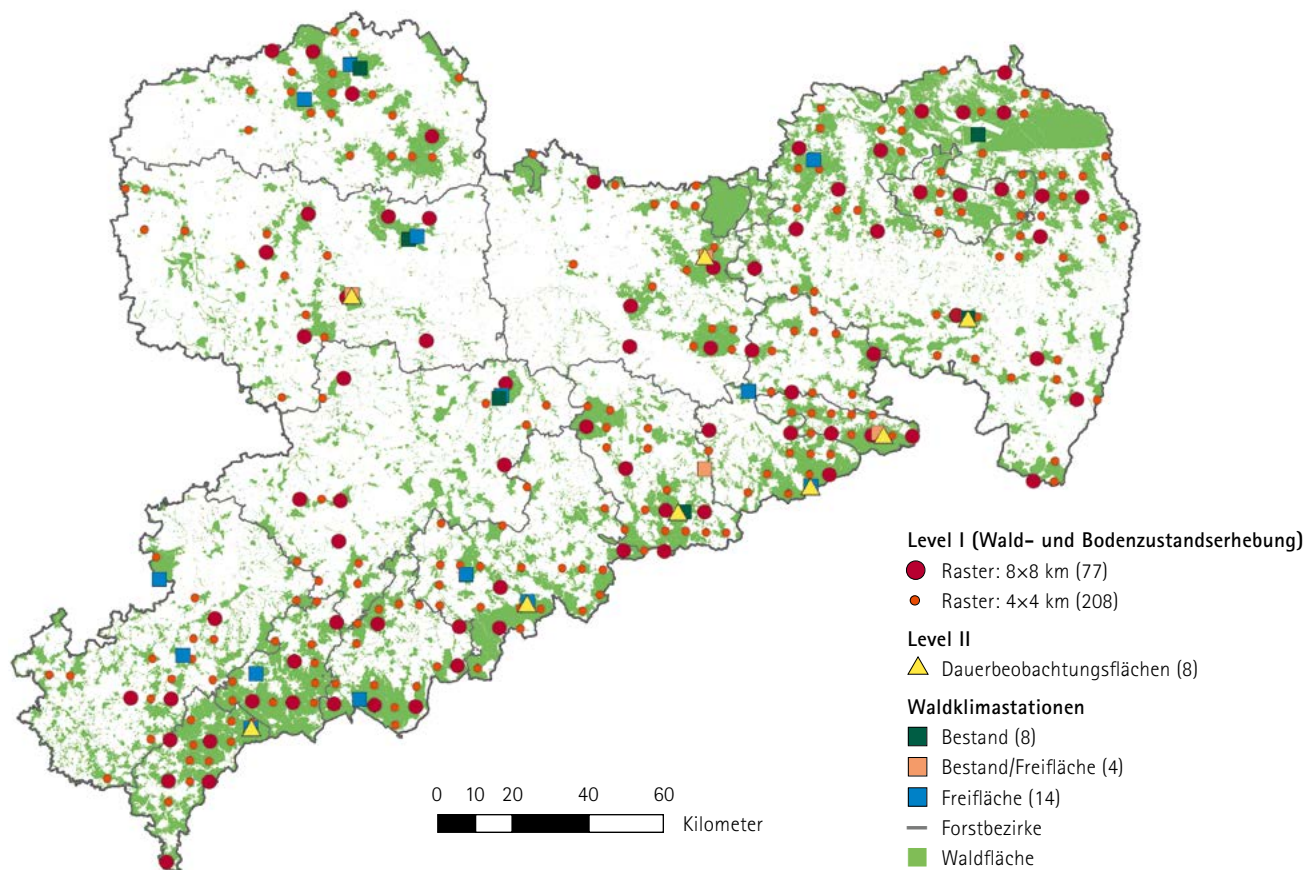 Level I (Wald- und Bodenzustandserhebung)
Raster: 8×8 km (77)
Raster: 4×4 km (208)
Level II
Dauerbeobachtungsflächen (8)
Waldklimastationen
Bestand (8)
Bestand/Freifläche (4)
Freifläche (14)
Forstbezirke
Waldfläche
0 10 20 40 60
Kilometer